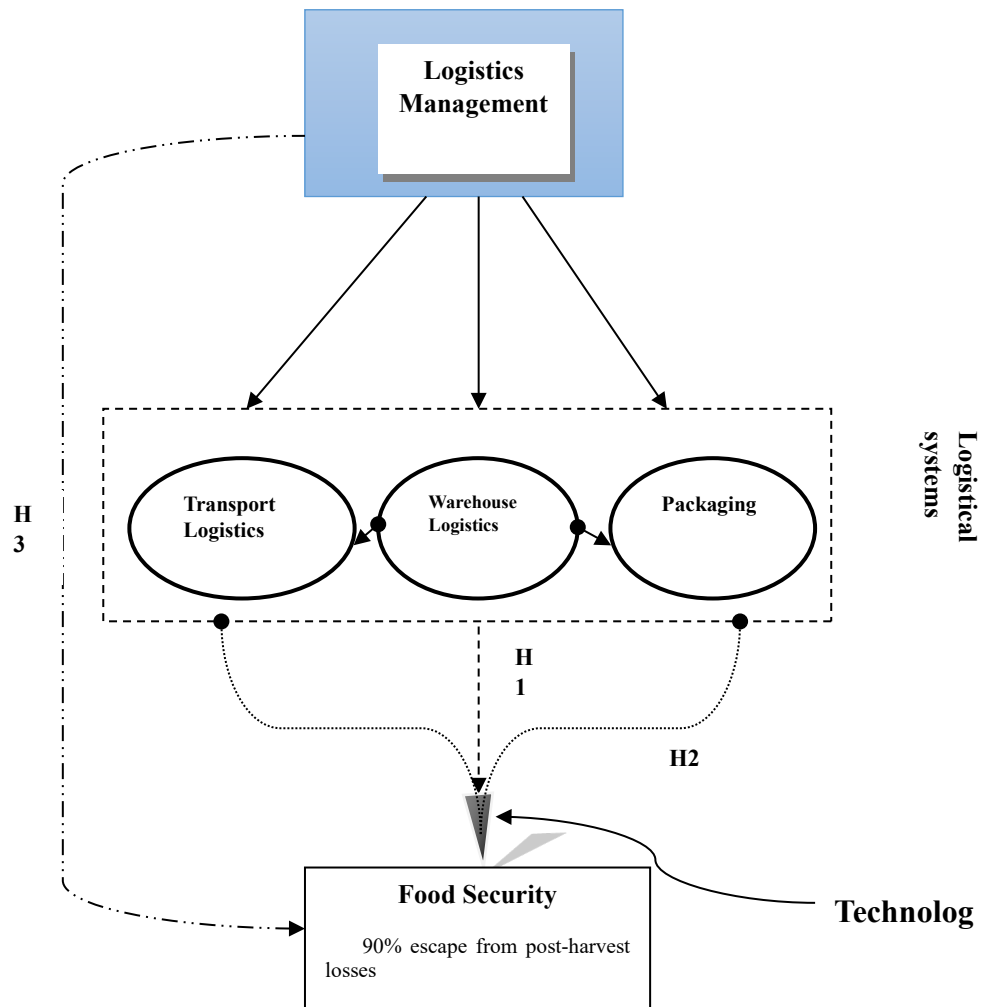 Logistics
Management
Logistical
systems
Transport
Logistics
Warehouse
Logistics
Packaging
H
3
H
1
H2
Food Security
90% escape from post-harvest
losses
Technolog